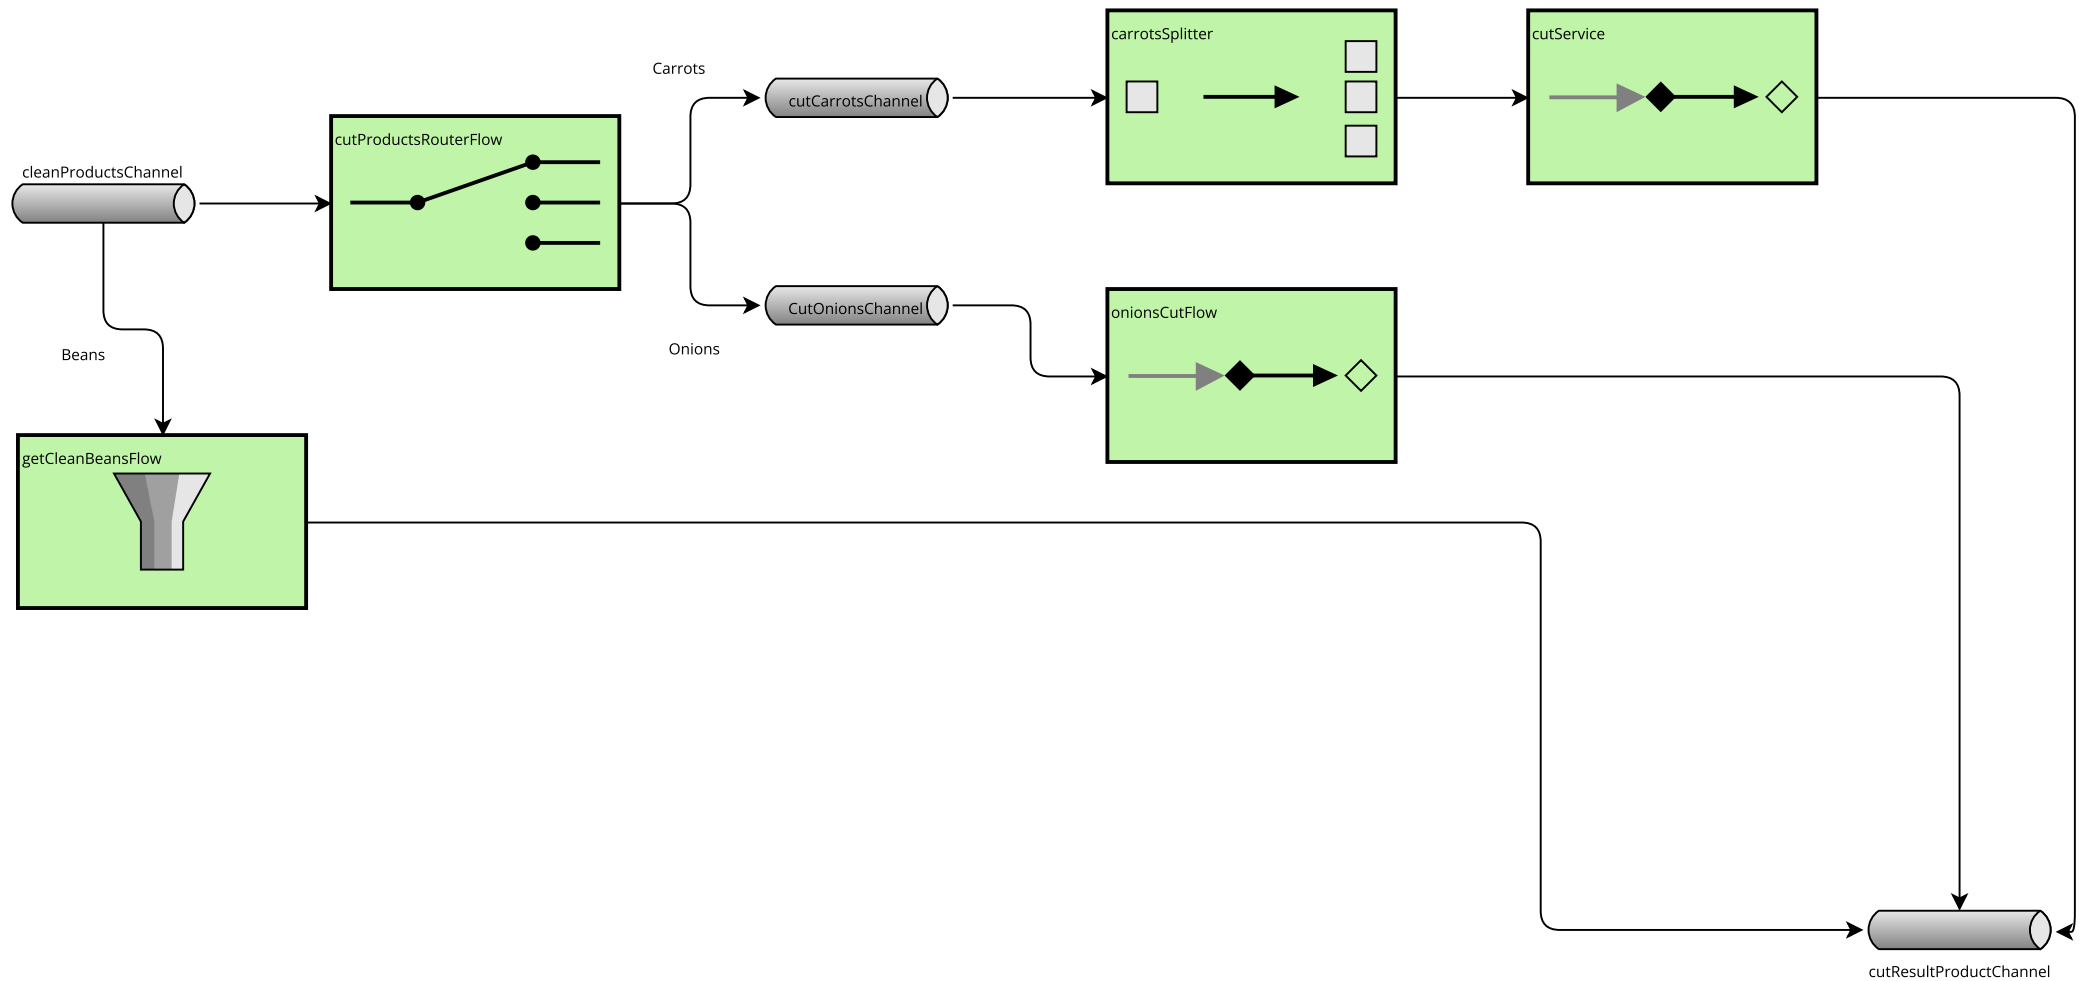 carrotsSplitter
cutService
Carrots
cutCarrotsChannel
cutProductsRouterFlow
cleanProductsChannel
CutOnionsChannel
onionsCutFlow
Onions
Beans
getCleanBeansFlow
cutResultProductChannel